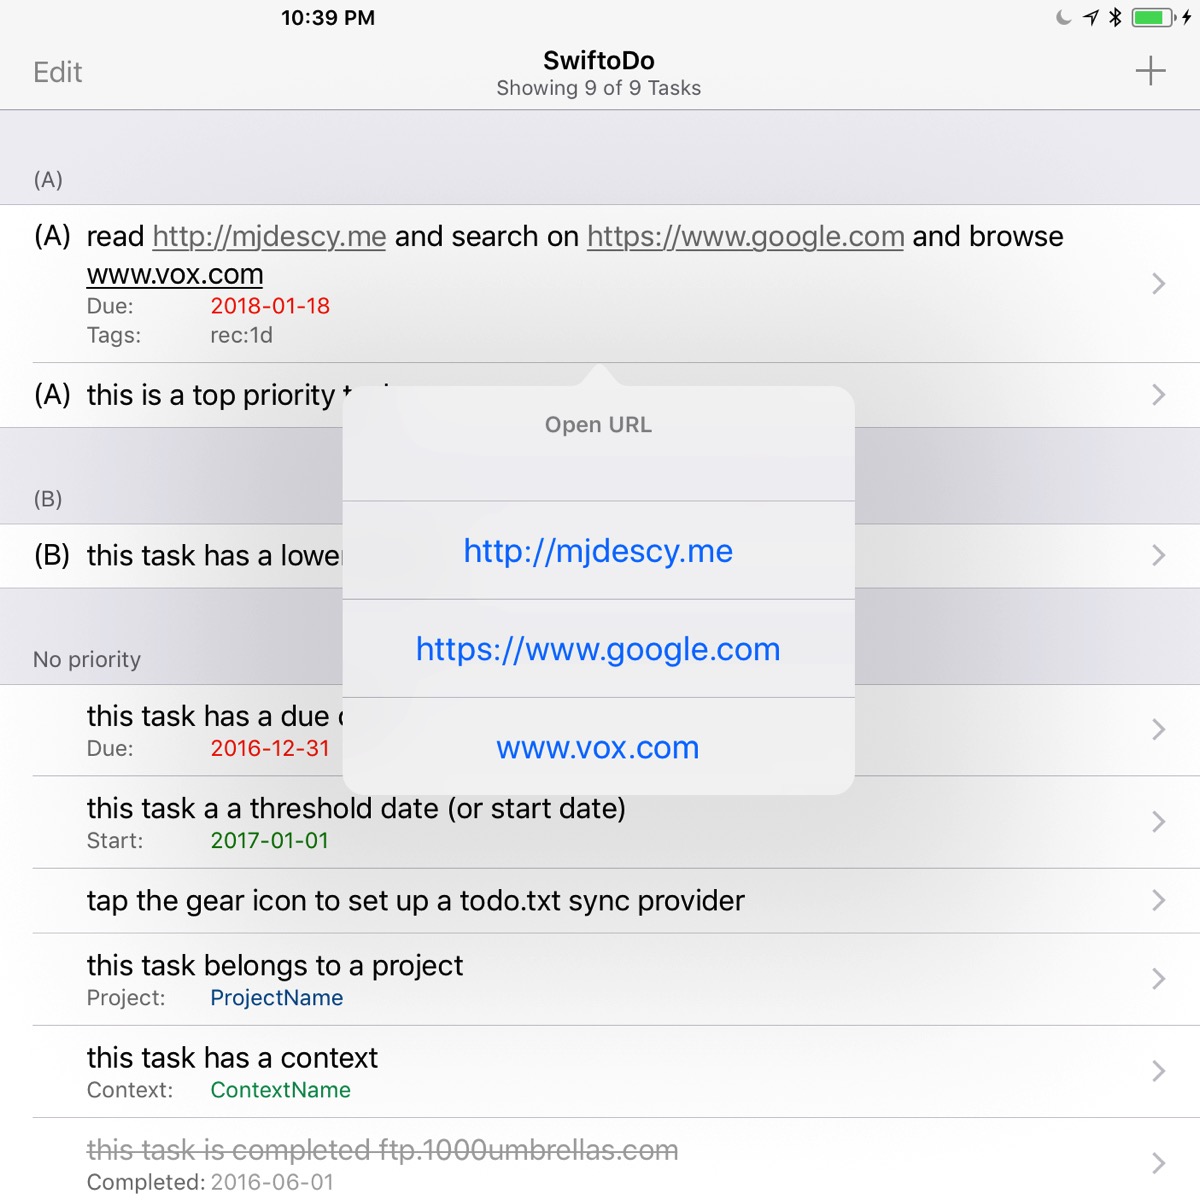 10:39 PM
Edit
SwiftoDo
Showing 9 of 9 Tasks
(A)
(A) read http://mjdescy.me and search on https://www.google.com and browse
www.vox.com
Due: 2018-01-18
Tags: rec:1d
(A) this is a top priority
Open URL
http://mjdescy.me
https://www.google.com
www.vox.com
(B)
(B) this task has a lower
No priority
this task has a due
Due: 2016-12-31
this task a a threshold date (or start date)
Start: 2017-01-01
tap the gear icon to set up a todo.txt sync provider
this task belongs to a project
Project: ProjectName
this task has a context
Context: ContextName
this task is completed ftp.1000umbrellas.com
Completed: 2016-06-01